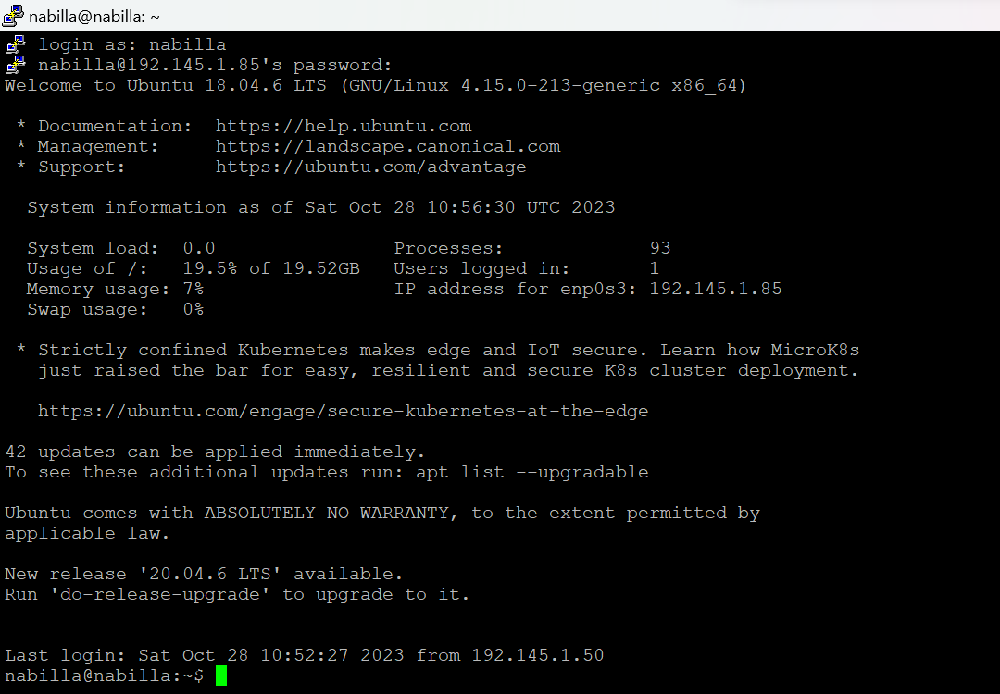 nabilla@nabilla: ~
login as: nabilla
nabilla@192.145.1.85's password:
Welcome to Ubuntu 18.04.6 LTS (GNU/Linux 4.15.0-213-generic x86_64)
* Documentation:  https://help.ubuntu.com
* Management:     https://landscape.canonical.com
* Support:        https://ubuntu.com/advantage
System information as of Sat Oct 28 10:56:30 UTC 2023
System load:  0.0                Processes:             93
Usage of /:   19.5% of 19.52GB   Users logged in:       1
Memory usage: 7%                 IP address for enp0s3: 192.145.1.85
Swap usage:   0%
* Strictly confined Kubernetes makes edge and IoT secure. Learn how MicroK8s
just raised the bar for easy, resilient and secure K8s cluster deployment.
https://ubuntu.com/engage/secure-kubernetes-at-the-edge
42 updates can be applied immediately.
To see these additional updates run: apt list --upgradable
Ubuntu comes with ABSOLUTELY NO WARRANTY, to the extent permitted by
applicable law.
New release '20.04.6 LTS' available.
Run 'do-release-upgrade' to upgrade to it.
Last login: Sat Oct 28 10:52:27 2023 from 192.145.1.50
nabilla@nabilla:~$